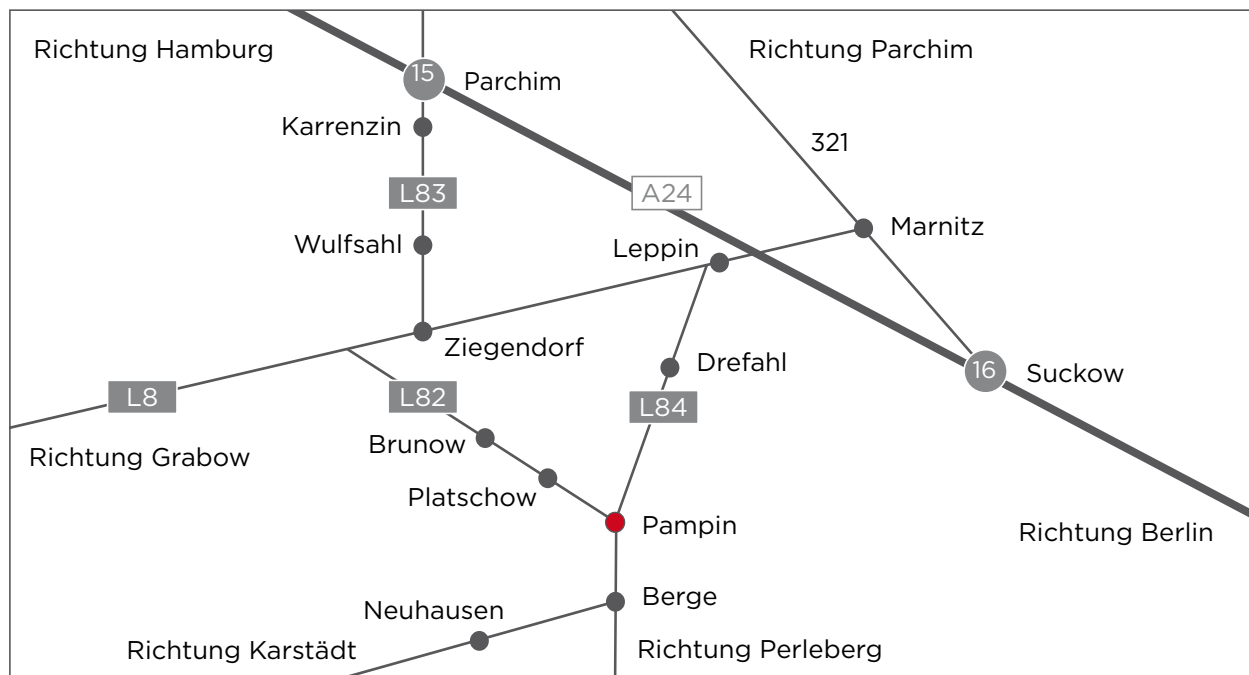 Richtung Hamburg
Richtung Parchim
15
Parchim
Karrenzin
321
L83
A24
Marnitz
Wulfsahl
Leppin
Ziegendorf
Drefahl
16
Suckow
L8
L82
L84
Brunow
Richtung Grabow
Platschow
Pampin
Richtung Berlin
Berge
Neuhausen
Richtung Karstädt
Richtung Perleberg